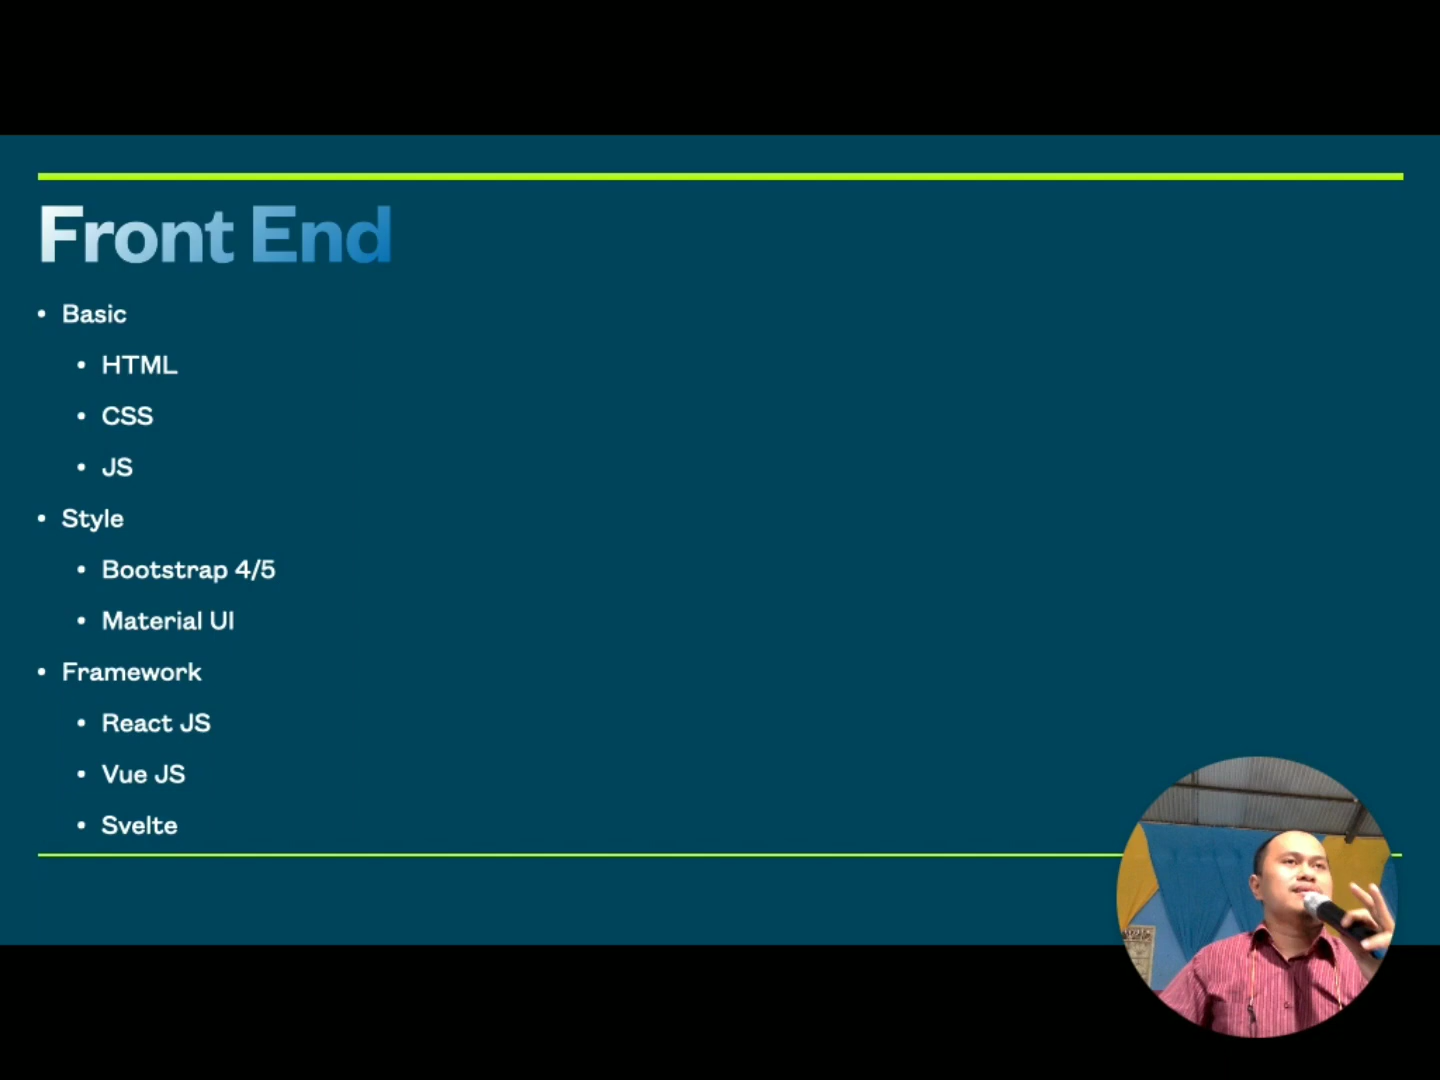 Front End
• Basic
• HTML
• CSS
• JS
• Style
• Bootstrap 4/5
• Material UI
• Framework
• React JS
• Vue JS
• Svelte